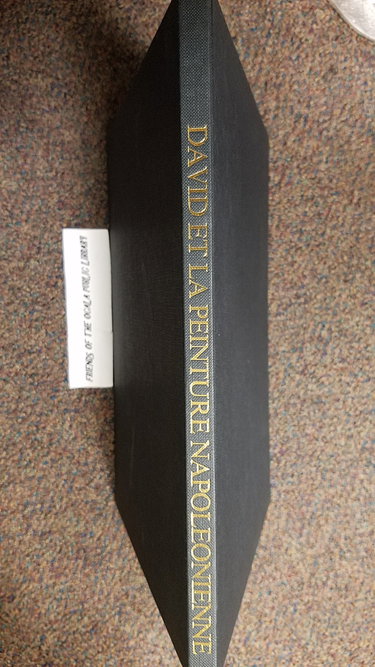 DAVID ET LA PEINTURE NAPOLEONIENNE
FRIENDS OF THE OCALA PUBLIC LIBRARY